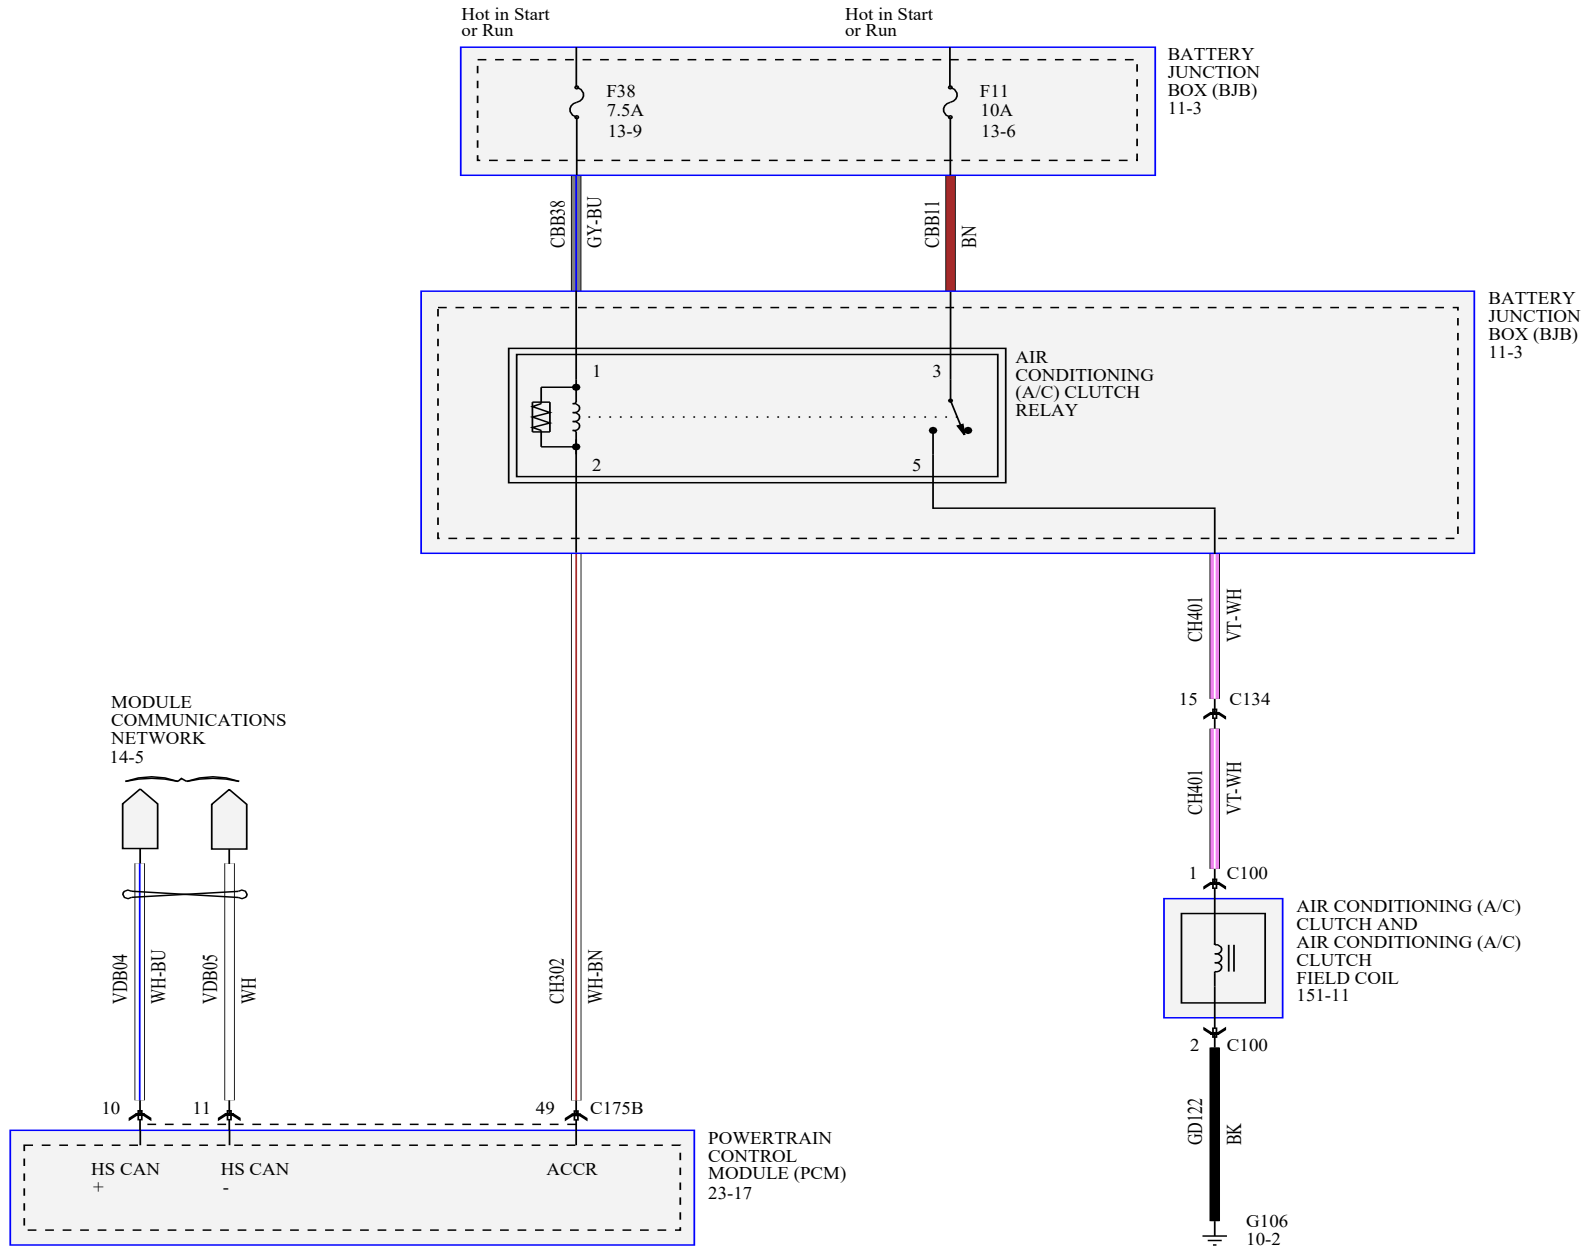 Hot in Start
or Run
Hot in Start
or Run
BATTERY
JUNCTION
BOX (BJB)
11-3
F38
7.5A
13-9
F11
10A
13-6
CBB38
GY-BU
CBB11
BN
BATTERY
JUNCTION
BOX (BJB)
11-3
AIR
CONDITIONING
(A/C) CLUTCH
RELAY
1
3
2
5
CH401
VT-WH
15
C134
MODULE
COMMUNICATIONS
NETWORK
14-5
CH401
VT-WH
1
C100
AIR CONDITIONING (A/C)
CLUTCH AND
AIR CONDITIONING (A/C)
CLUTCH
FIELD COIL
151-11
VDB04
WH-BU
VDB05
WH
CH302
WH-BN
2
C100
GD122
BK
10
11
49
C175B
POWERTRAIN
CONTROL
MODULE (PCM)
23-17
HS CAN
+
HS CAN
-
ACCR
G106
10-2